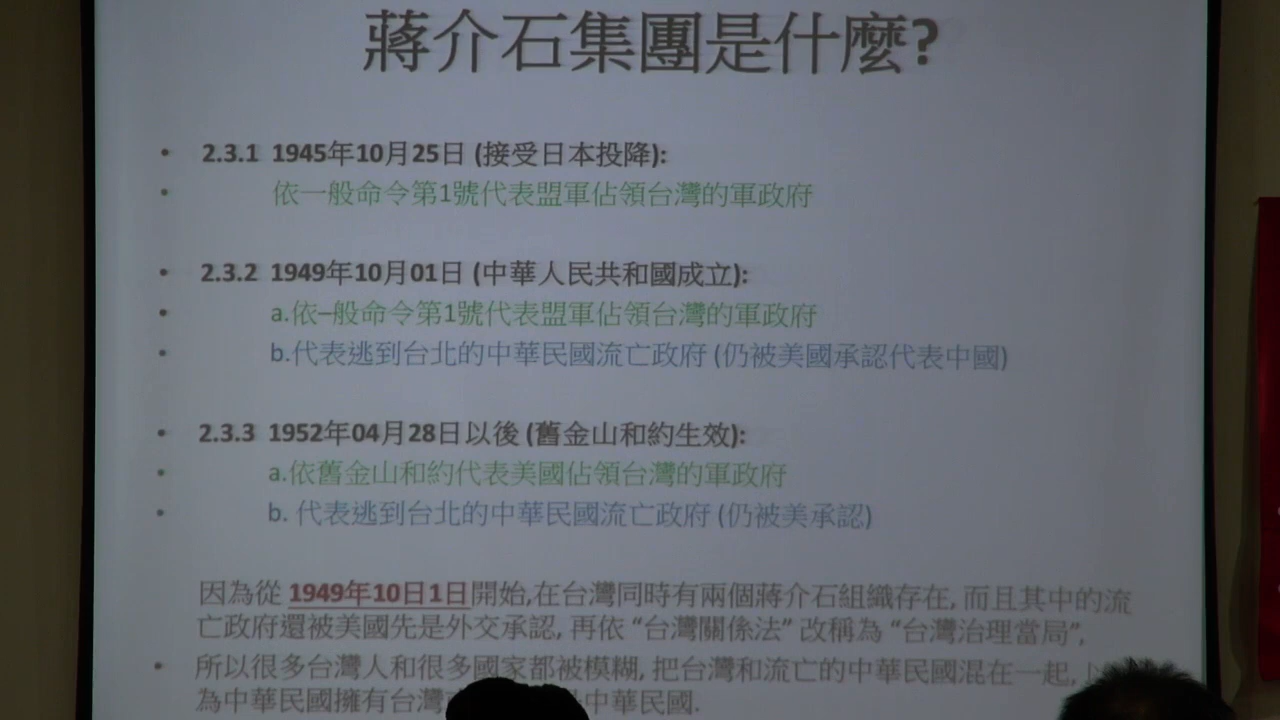 蔣介石集團是什麼?
• 2.3.1 1945年10月25日 (接受日本投降):
• 依一般命令第1號代表盟軍佔領台灣的軍政府
• 2.3.2 1949年10月01日 (中華人民共和國成立):
• a.依一般命令第1號代表盟軍佔領台灣的軍政府
• b.代表逃到台北的中華民國流亡政府 (仍被美國承認代表中國)
• 2.3.3 1952年04月28日以後 (舊金山和約生效):
• a.依舊金山和約代表美國佔領台灣的軍政府
• b. 代表逃到台北的中華民國流亡政府 (仍被美承認)
因為從 1949年10日1日開始,在台灣同時有兩個蔣介石組織存在, 而且其中的流
亡政府還被美國先是外交承認, 再依 “台灣關係法” 改稱為 “台灣治理當局”,
• 所以很多台灣人和很多國家都被模糊, 把台灣和流亡的中華民國混在一起,
為中華民國擁有台灣 中華民國.